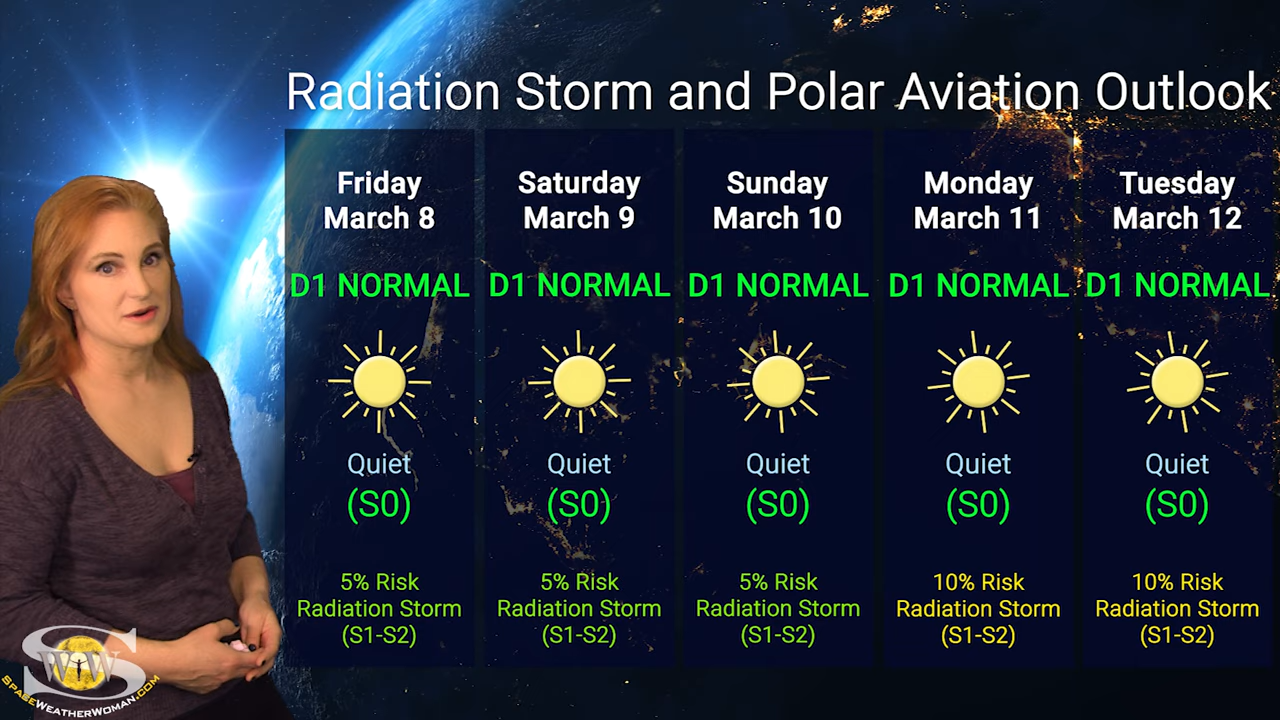 Radiation Storm and Polar Aviation Outlook
Friday
March 8
D1 NORMAL
Quiet
(S0)
5% Risk
Radiation Storm
(S1-S2)
Saturday
March 9
D1 NORMAL
Quiet
(S0)
5% Risk
Radiation Storm
(S1-S2)
Sunday
March 10
D1 NORMAL
Quiet
(S0)
5% Risk
Radiation Storm
(S1-S2)
Monday
March 11
D1 NORMAL
Quiet
(S0)
10% Risk
Radiation Storm
(S1-S2)
Tuesday
March 12
D1 NORMAL
Quiet
(S0)
10% Risk
Radiation Storm
(S1-S2)
S
WW
SPACEWEATHERWOMAN.COM